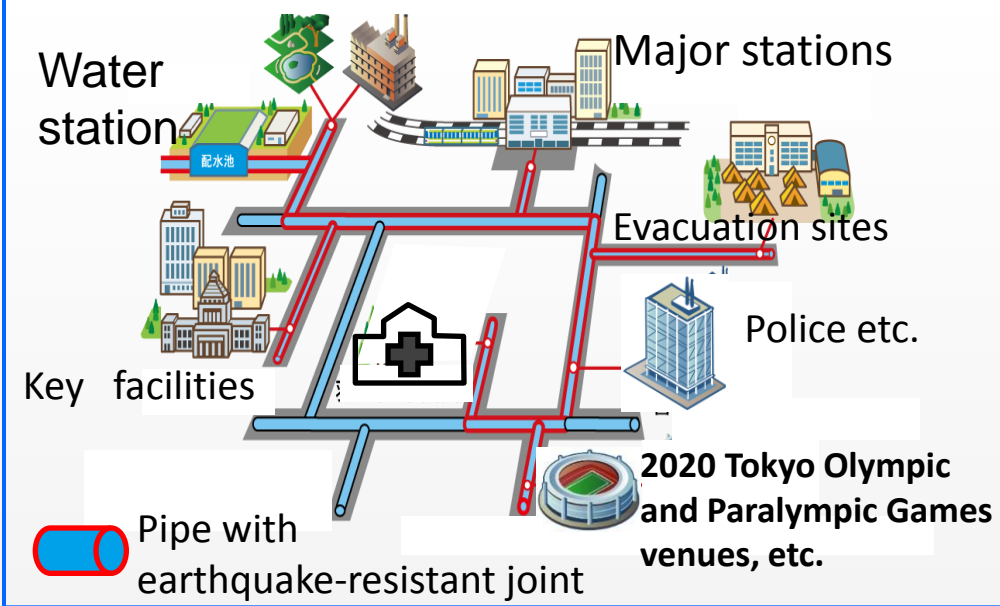 Water
station
Major stations
配水池
Evacuation sites
Police etc.
Key facilities
2020 Tokyo Olympic
and Paralympic Games
venues, etc.
Pipe with
earthquake-resistant joint